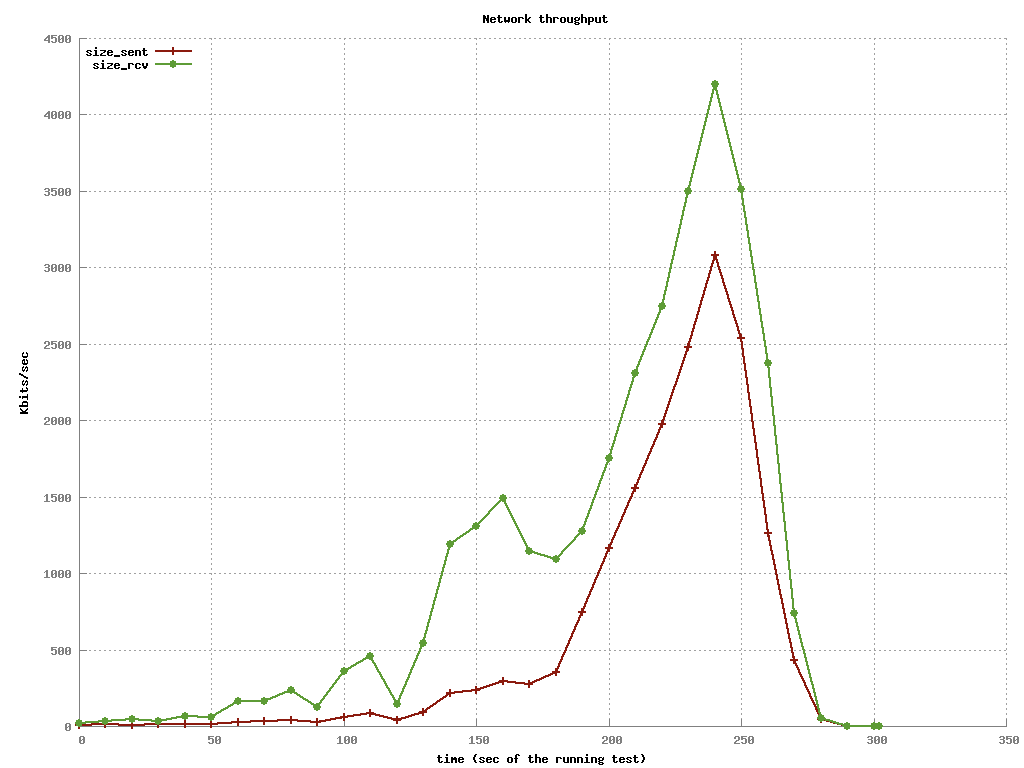 Network throughput
4500
size_sent
size_rcv
4000
3500
3000
2500
2000
1500
1000
500
0
Kbits/sec
0 50 100 150 200 250 300 350
time (sec of the running test)